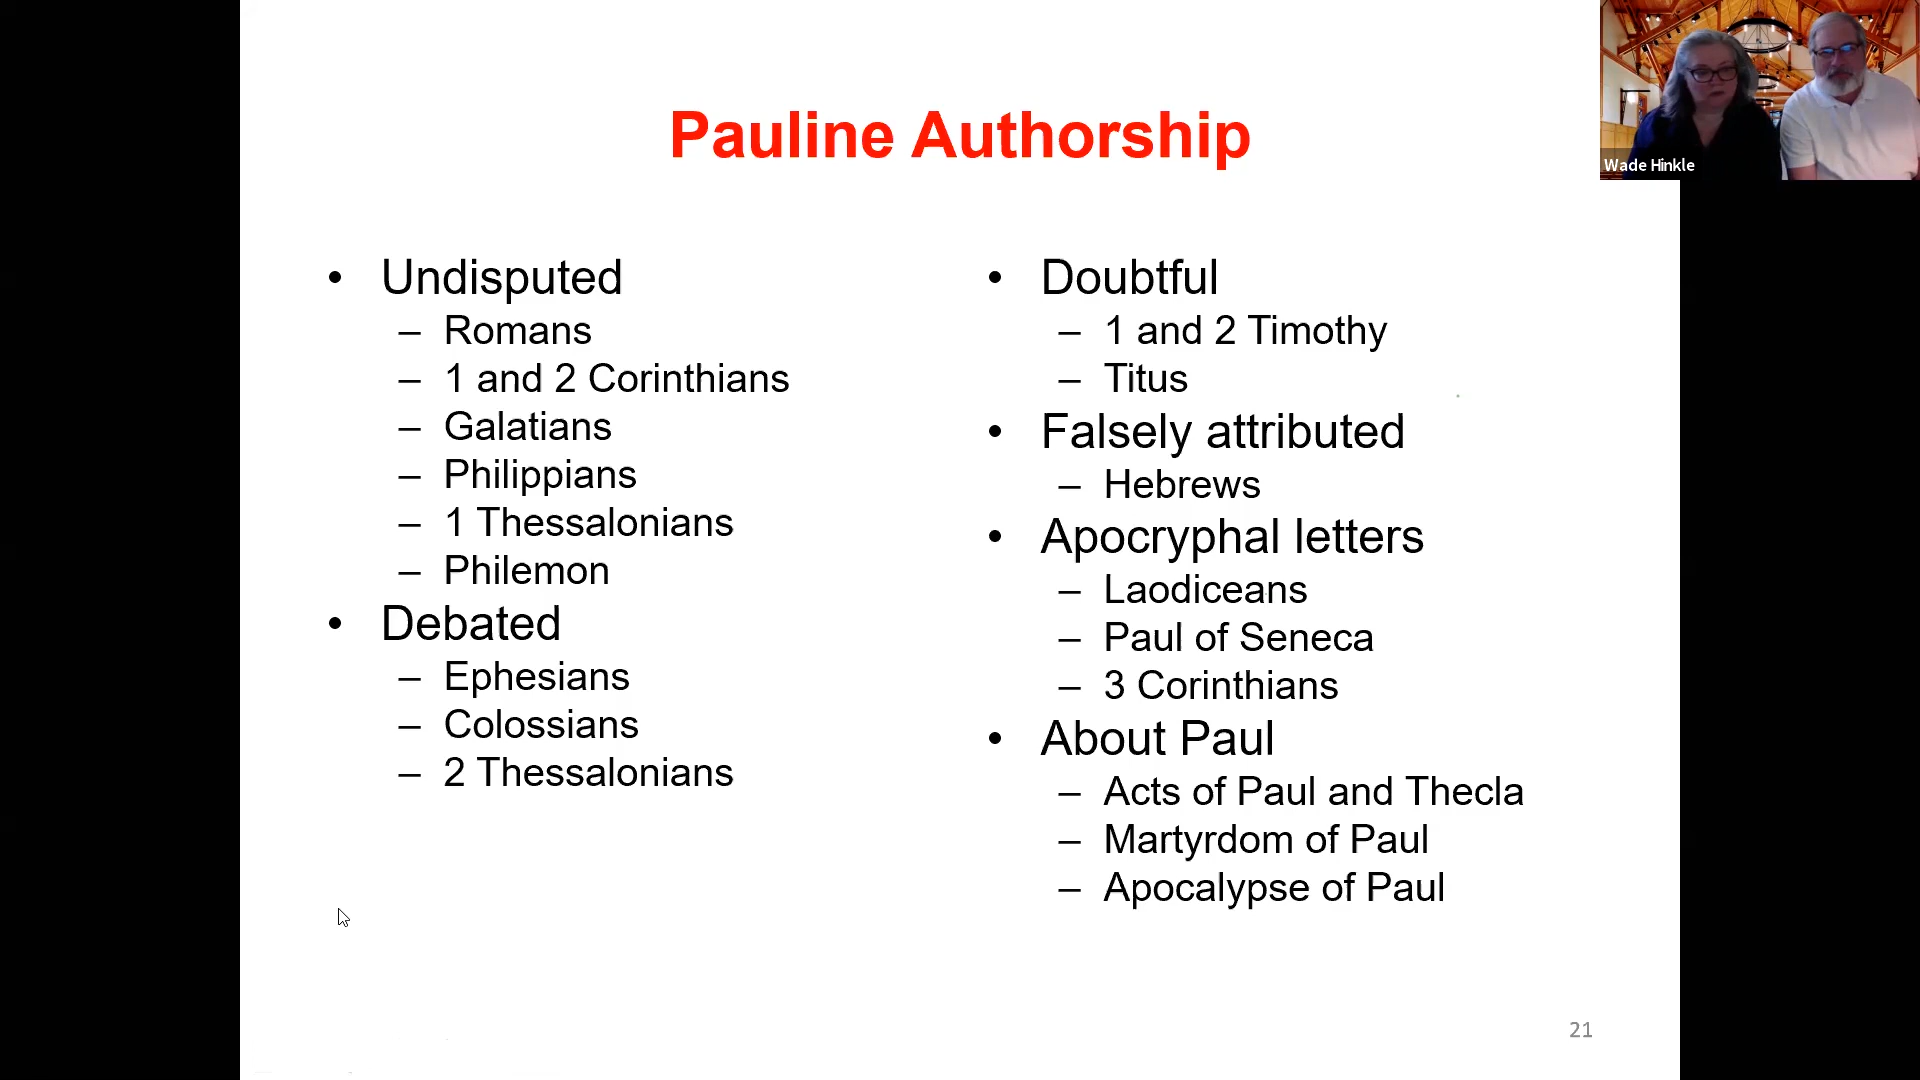 Pauline Authorship
• Undisputed
– Romans
– 1 and 2 Corinthians
– Galatians
– Philippians
– 1 Thessalonians
– Philemon
• Debated
– Ephesians
– Colossians
– 2 Thessalonians
• Doubtful
– 1 and 2 Timothy
– Titus
• Falsely attributed
– Hebrews
• Apocryphal letters
– Laodiceans
– Paul of Seneca
– 3 Corinthians
• About Paul
– Acts of Paul and Thecla
– Martyrdom of Paul
– Apocalypse of Paul
21
Wade Hinkle